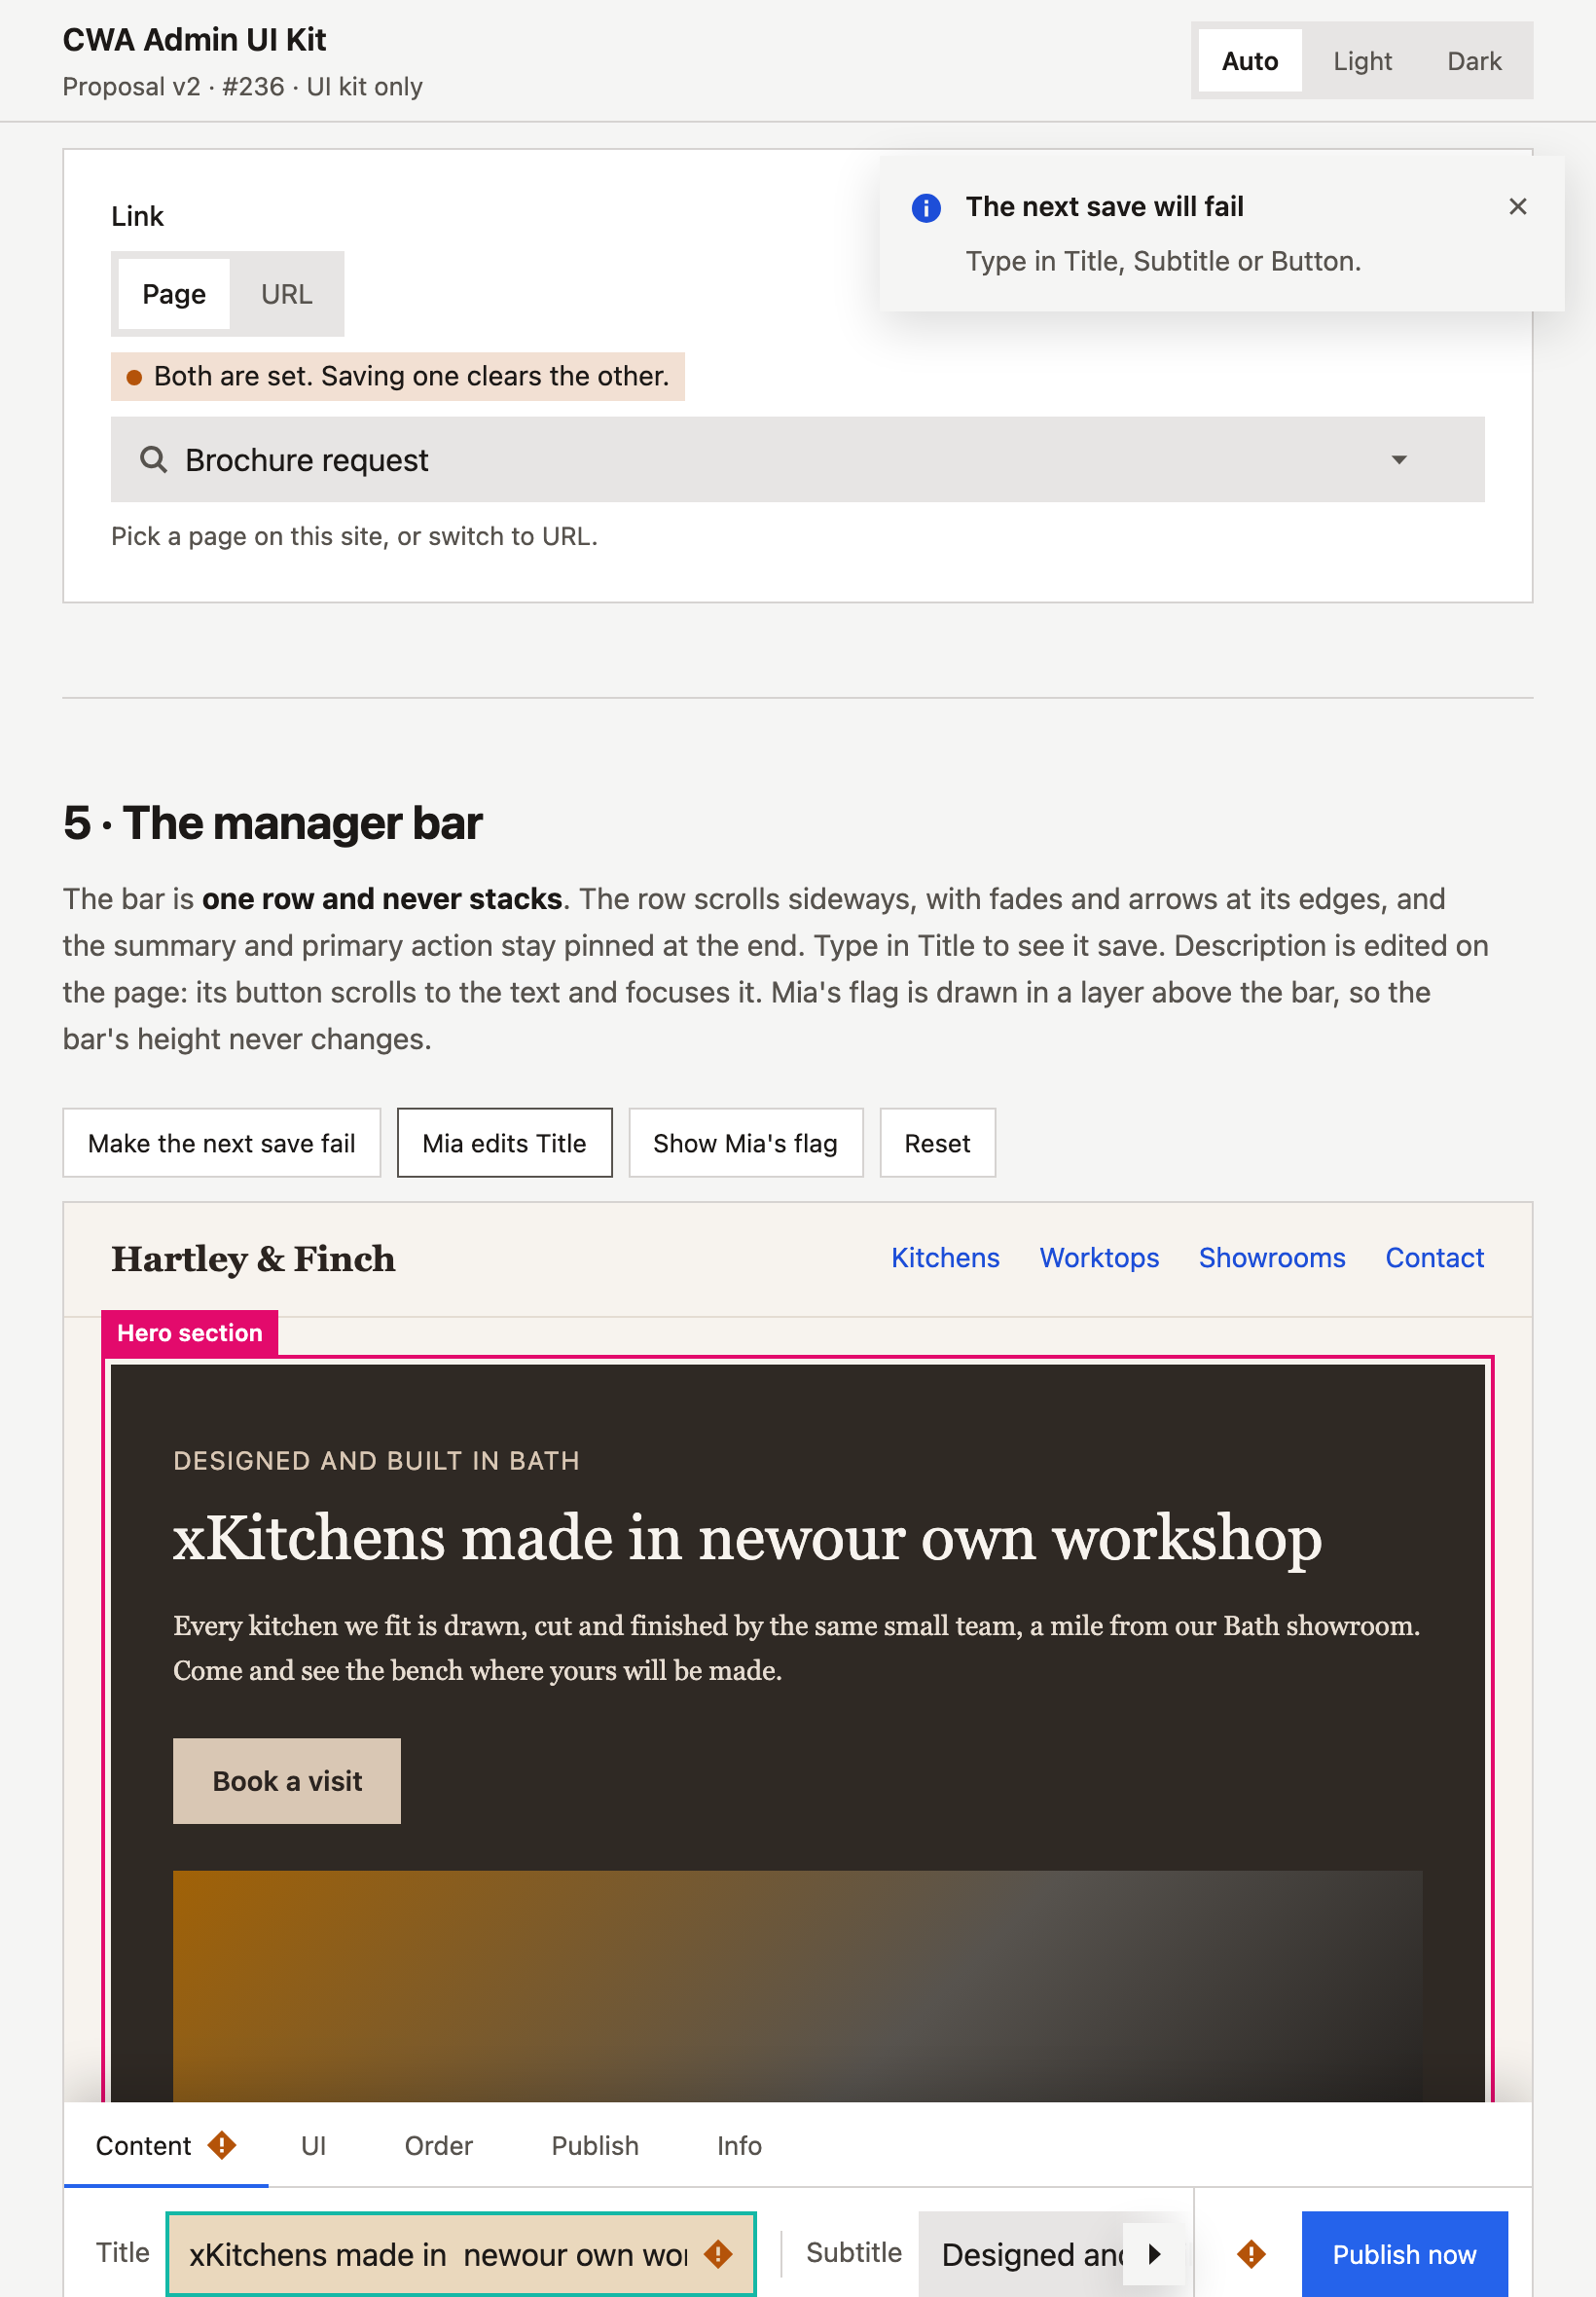 CWA Admin UI Kit
Proposal v2 · #236 · UI kit only
Auto
Light
Dark
The next save will fail
Type in Title, Subtitle or Button.
Link
Page
URL
Both are set. Saving one clears the other.
Brochure request
Pick a page on this site, or switch to URL.
5 · The manager bar
The bar is one row and never stacks. The row scrolls sideways, with fades and arrows at its edges, and
the summary and primary action stay pinned at the end. Type in Title to see it save. Description is edited on
the page: its button scrolls to the text and focuses it. Mia's flag is drawn in a layer above the bar, so the
bar's height never changes.
Make the next save fail
Mia edits Title
Show Mia's flag
Reset
Hartley & Finch
Kitchens
Worktops
Showrooms
Contact
Hero section
DESIGNED AND BUILT IN BATH
xKitchens made in newour own workshop
Every kitchen we fit is drawn, cut and finished by the same small team, a mile from our Bath showroom.
Come and see the bench where yours will be made.
Book a visit
Content
UI
Order
Publish
Info
Title
xKitchens made in  newour own wor
Subtitle
Designed and
Publish now